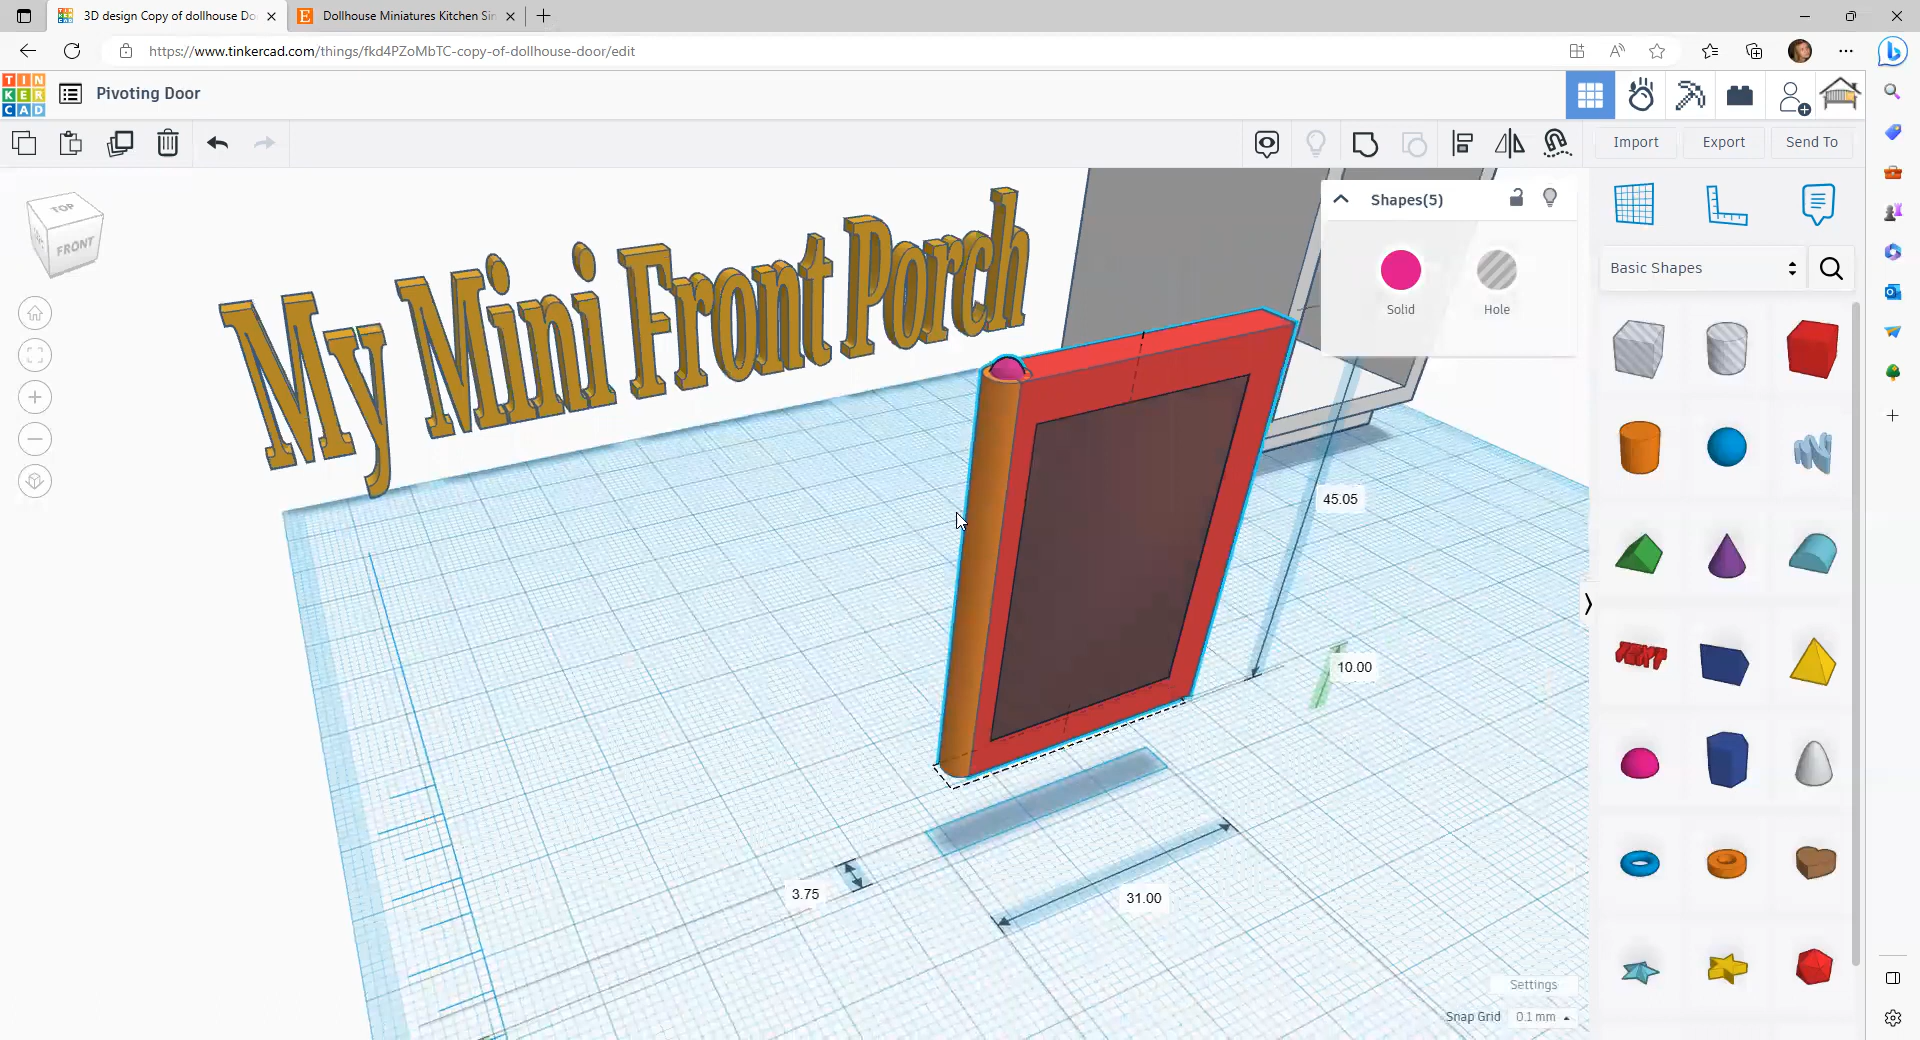 3D design Copy of dollhouse Do
Dollhouse Miniatures Kitchen Sin
https://www.tinkercad.com/things/fkd4PZoMbTC-copy-of-dollhouse-door/edit
TIN
KER
CAD
Pivoting Door
Import
Export
Send To
TOP
FRONT
My Mini Front Porch
Shapes(5)
Solid
Hole
Basic Shapes
TEXT
45.05
10.00
3.75
31.00
Settings
Snap Grid 0.1 mm